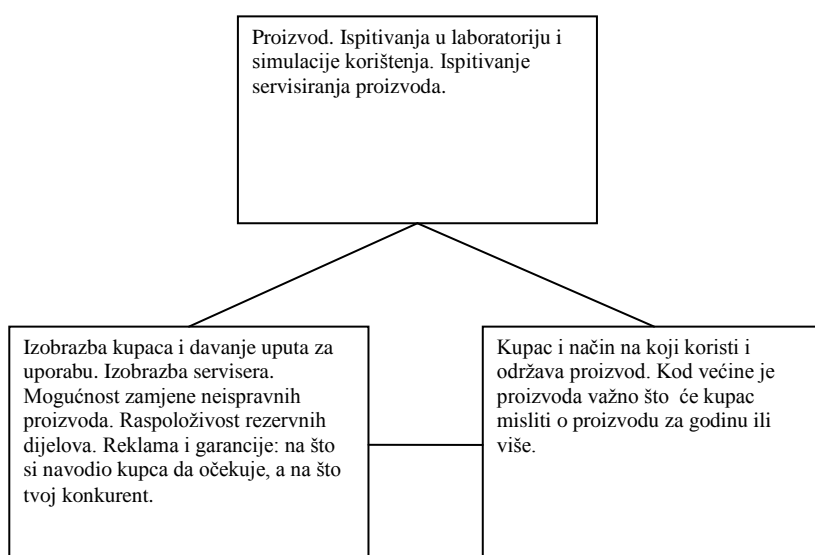 Proizvod. Ispitivanja u laboratoriju i
simulacije korištenja. Ispitivanje
servisiranja proizvoda.
Izobrazba kupaca i davanje uputa za
uporabu. Izobrazba servisera.
Mogućnost zamjene neispravnih
proizvoda. Raspoloživost rezervnih
dijelova. Reklama i garancije: na što
si navodio kupca da očekuje, a na što
tvoj konkurent.
Kupac i način na koji koristi i
održava proizvod. Kod većine je
proizvoda važno što će kupac
misliti o proizvodu za godinu ili
više.